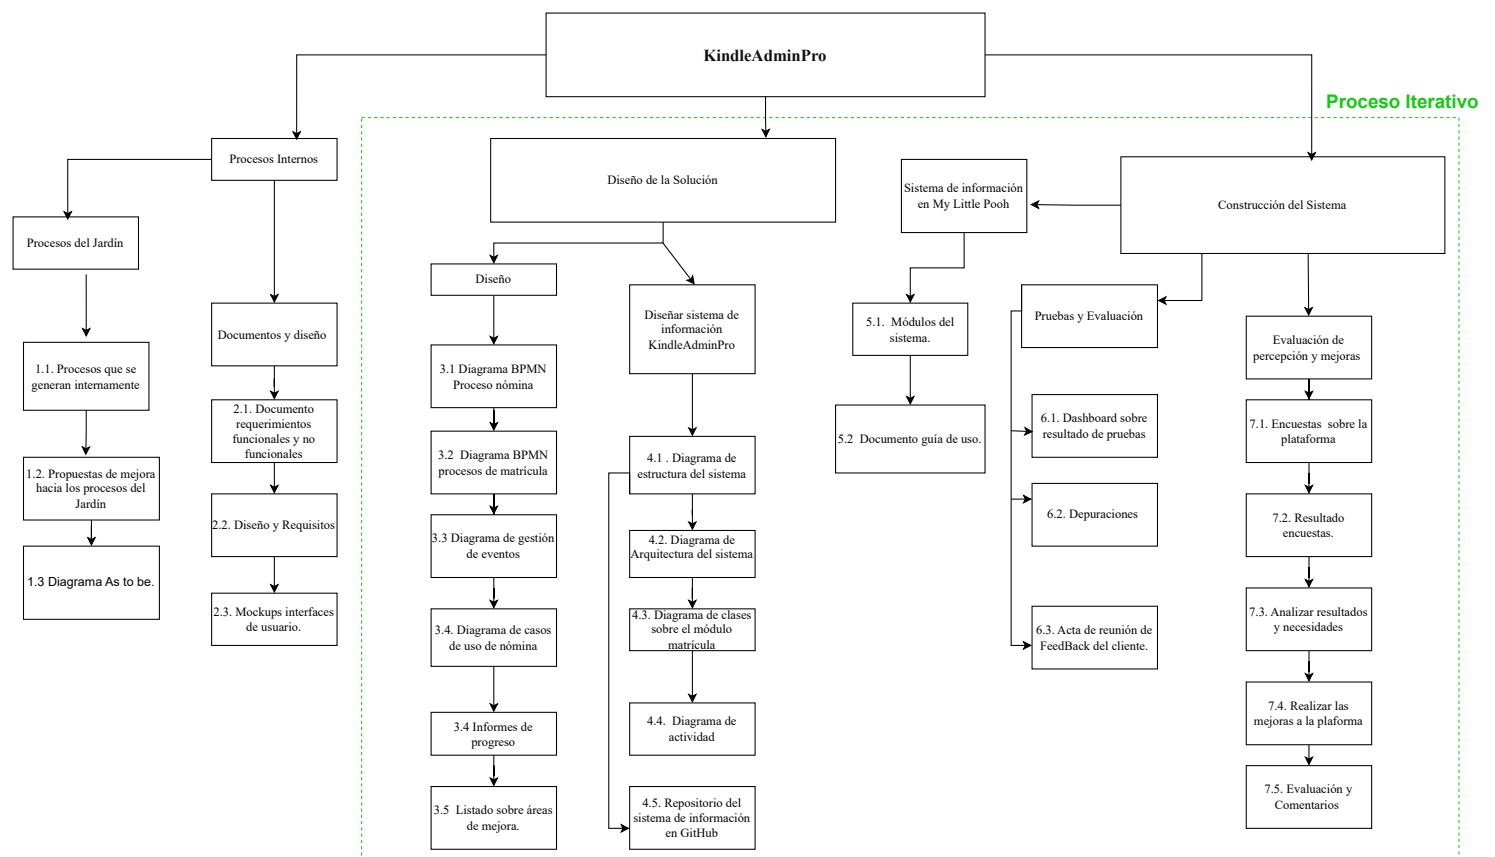 KindleAdminPro
Proceso Iterativo
Procesos Internos
Procesos del Jardín
1.1. Procesos que se
generan internamente
1.2. Propuestas de mejora
hacia los procesos del
Jardín
1.3 Diagrama As to be.
Documentos y diseño
2.1. Documento
requerimientos
funcionales y no
funcionales
2.2. Diseño y Requisitos
2.3. Mockups interfaces
de usuario.
Diseño de la Solución
Diseño
3.1 Diagrama BPMN
Proceso nómina
3.2 Diagrama BPMN
procesos de matrícula
3.3 Diagrama de gestión
de eventos
3.4. Diagrama de casos
de uso de nómina
3.4 Informes de
progreso
3.5 Listado sobre áreas
de mejora.
Diseñar sistema de
información
KindleAdminPro
4.1 . Diagrama de
estructura del sistema
4.2. Diagrama de
Arquitectura del sistema
4.3. Diagrama de clases
sobre el módulo
matrícula
4.4. Diagrama de
actividad
4.5. Repositorio del
sistema de información
en GitHub
Construcción del Sistema
Sistema de información
en My Little Pooh
5.1. Módulos del
sistema.
5.2 Documento guía de uso.
Pruebas y Evaluación
6.1. Dashboard sobre
resultado de pruebas
6.2. Depuraciones
6.3. Acta de reunión de
FeedBack del cliente.
Evaluación de
percepción y mejoras
7.1. Encuestas sobre la
plataforma
7.2. Resultado
encuestas.
7.3. Analizar resultados
y necesidades
7.4. Realizar las
mejoras a la plaforma
7.5. Evaluación y
Comentarios